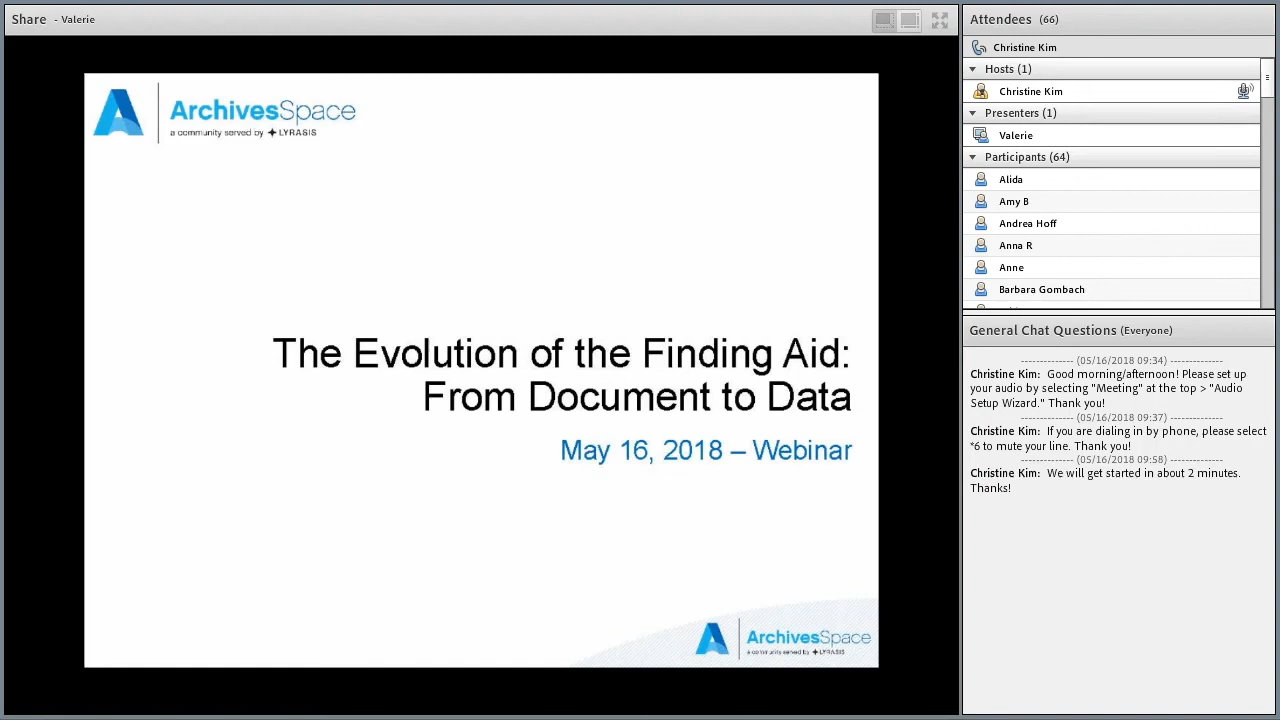 Share - Valerie
ArchivesSpace
a community served by LYRASIS
The Evolution of the Finding Aid:
From Document to Data
May 16, 2018 – Webinar
ArchivesSpace
a community served by LYRASIS
Attendees (66)
Christine Kim
Hosts (1)
Christine Kim
Presenters (1)
Valerie
Participants (64)
Alida
Amy B
Andrea Hoff
Anna R
Anne
Barbara Gombach
General Chat Questions (Everyone)
------------- (05/16/2018 09:34) -------------
Christine Kim: Good morning/afternoon! Please set up
your audio by selecting "Meeting" at the top > "Audio
Setup Wizard." Thank you!
------------- (05/16/2018 09:37) -------------
Christine Kim: If you are dialing in by phone, please select
*6 to mute your line. Thank you!
------------- (05/16/2018 09:58) -------------
Christine Kim: We will get started in about 2 minutes.
Thanks!